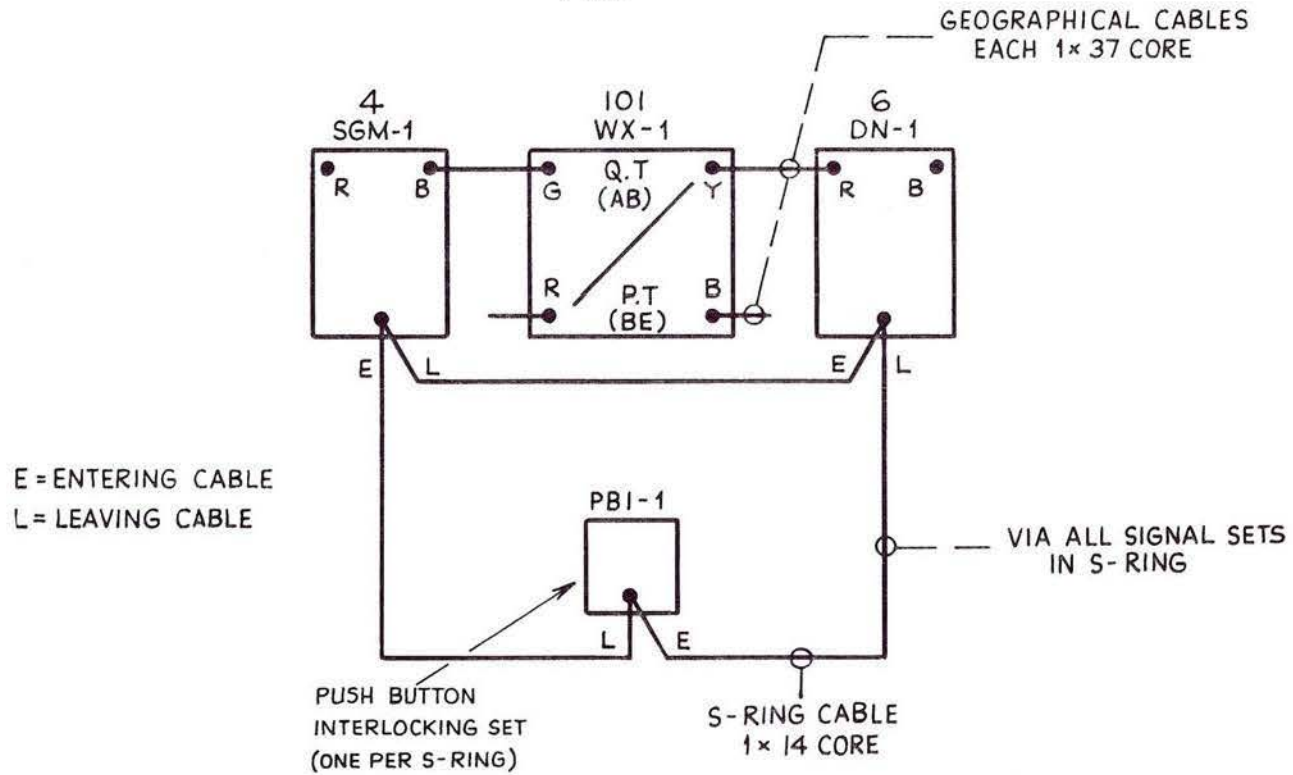 GEOGRAPHICAL CABLES
EACH 1× 37 CORE
4
SGM-1
101
WX-1
6
DN-1
R
B
G
Q.T
(AB)
Y
R
B
R
P.T
(BE)
B
E
L
E
L
E = ENTERING CABLE
L = LEAVING CABLE
PBI-1
VIA ALL SIGNAL SETS
IN S-RING
L
E
PUSH BUTTON
INTERLOCKING SET
(ONE PER S-RING)
S-RING CABLE
1× 14 CORE